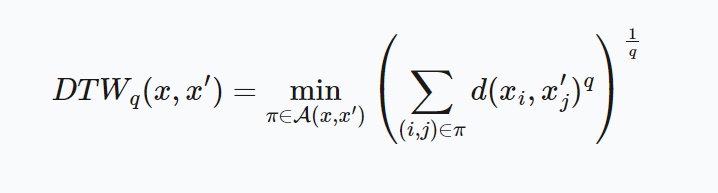 $$DTW_q(x, x') = \min_{\pi \in \mathcal{A}(x, x')} \left( \sum_{(i,j) \in \pi} d(x_i, x'_j)^q \right)^{\frac{1}{q}}$$